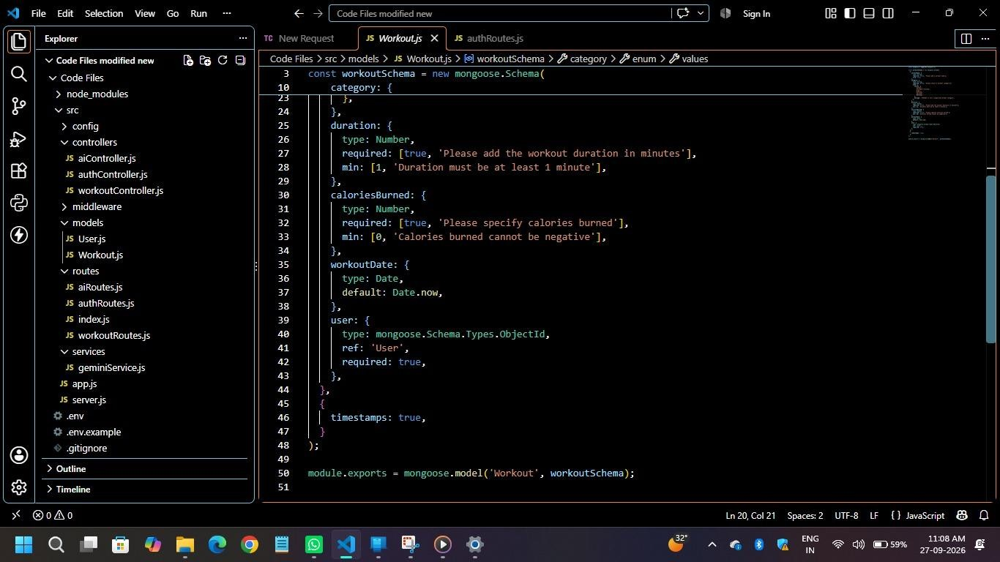 File Edit Selection View Go Run ···
Code Files modified new
Sign In
Explorer
Code Files modified new
Code Files
node_modules
src
config
controllers
JS aiController.js
JS authController.js
JS workoutController.js
middleware
models
JS User.js
JS Workout.js
routes
JS aiRoutes.js
JS authRoutes.js
JS index.js
JS workoutRoutes.js
services
JS geminiService.js
JS app.js
JS server.js
.env
.env.example
.gitignore
Outline
Timeline
TC New Request
JS Workout.js
JS authRoutes.js
Code Files > src > models > JS Workout.js > workoutSchema > category > enum > values
3 const workoutSchema = new mongoose.Schema(
10 category: {
23 },
24 },
25 duration: {
26 type: Number,
27 required: [true, 'Please add the workout duration in minutes'],
28 min: [1, 'Duration must be at least 1 minute'],
29 },
30 caloriesBurned: {
31 type: Number,
32 required: [true, 'Please specify calories burned'],
33 min: [0, 'Calories burned cannot be negative'],
34 },
35 workoutDate: {
36 type: Date,
37 default: Date.now,
38 },
39 user: {
40 type: mongoose.Schema.Types.ObjectId,
41 ref: 'User',
42 required: true,
43 },
44 },
45 {
46 timestamps: true,
47 }
48 );
49
50 module.exports = mongoose.model('Workout', workoutSchema);
51
0 0
Ln 20, Col 21 Spaces: 2 UTF-8 LF { } JavaScript
32°
ENG
IN
59%
11:08 AM
27-09-2026